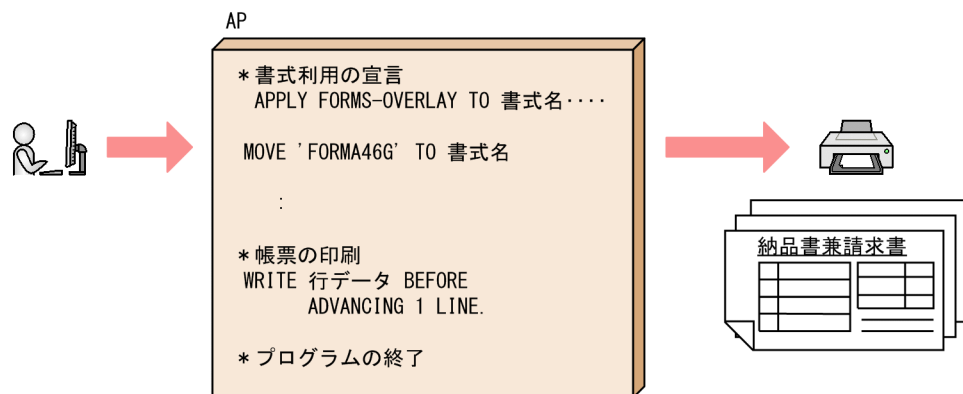 AP
*書式利用の宣言
APPLY FORMS-OVERLAY TO 書式名････
MOVE 'FORMA46G' TO 書式名
:
*帳票の印刷
WRITE 行データ BEFORE
ADVANCING 1 LINE.
*プログラムの終了
納品書兼請求書